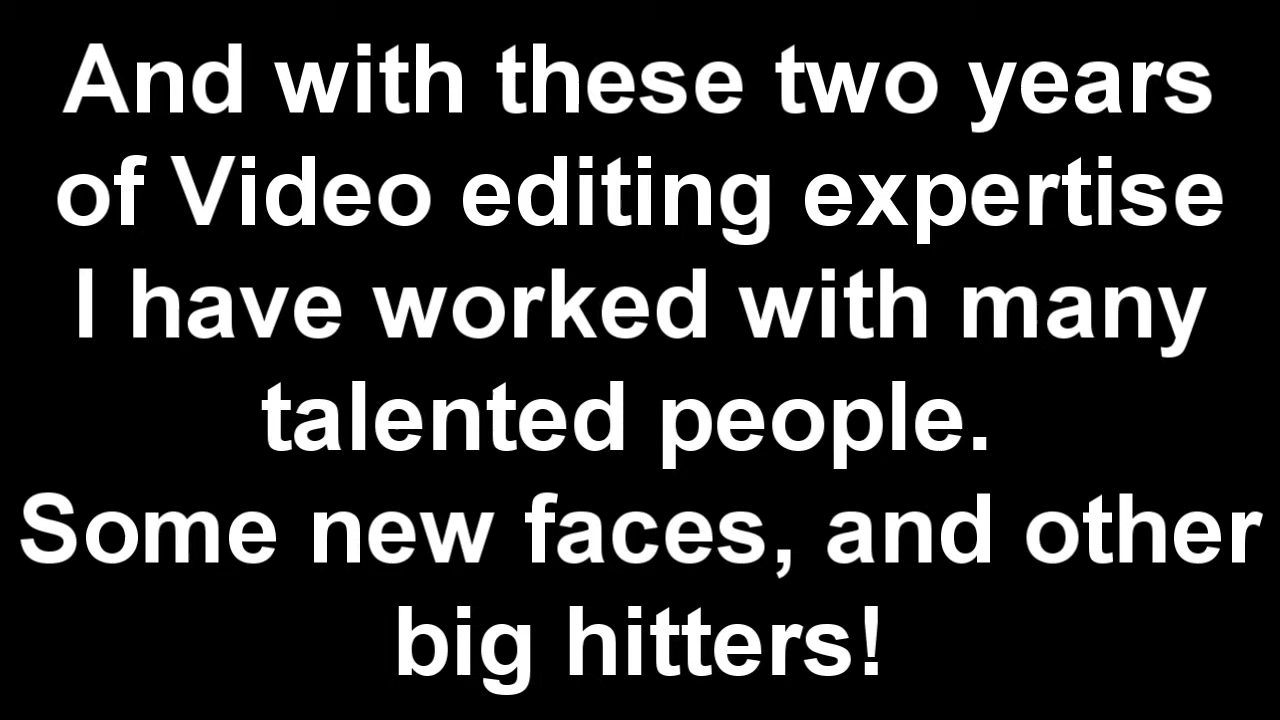 And with these two years
of Video editing expertise
I have worked with many
talented people.
Some new faces, and other
big hitters!